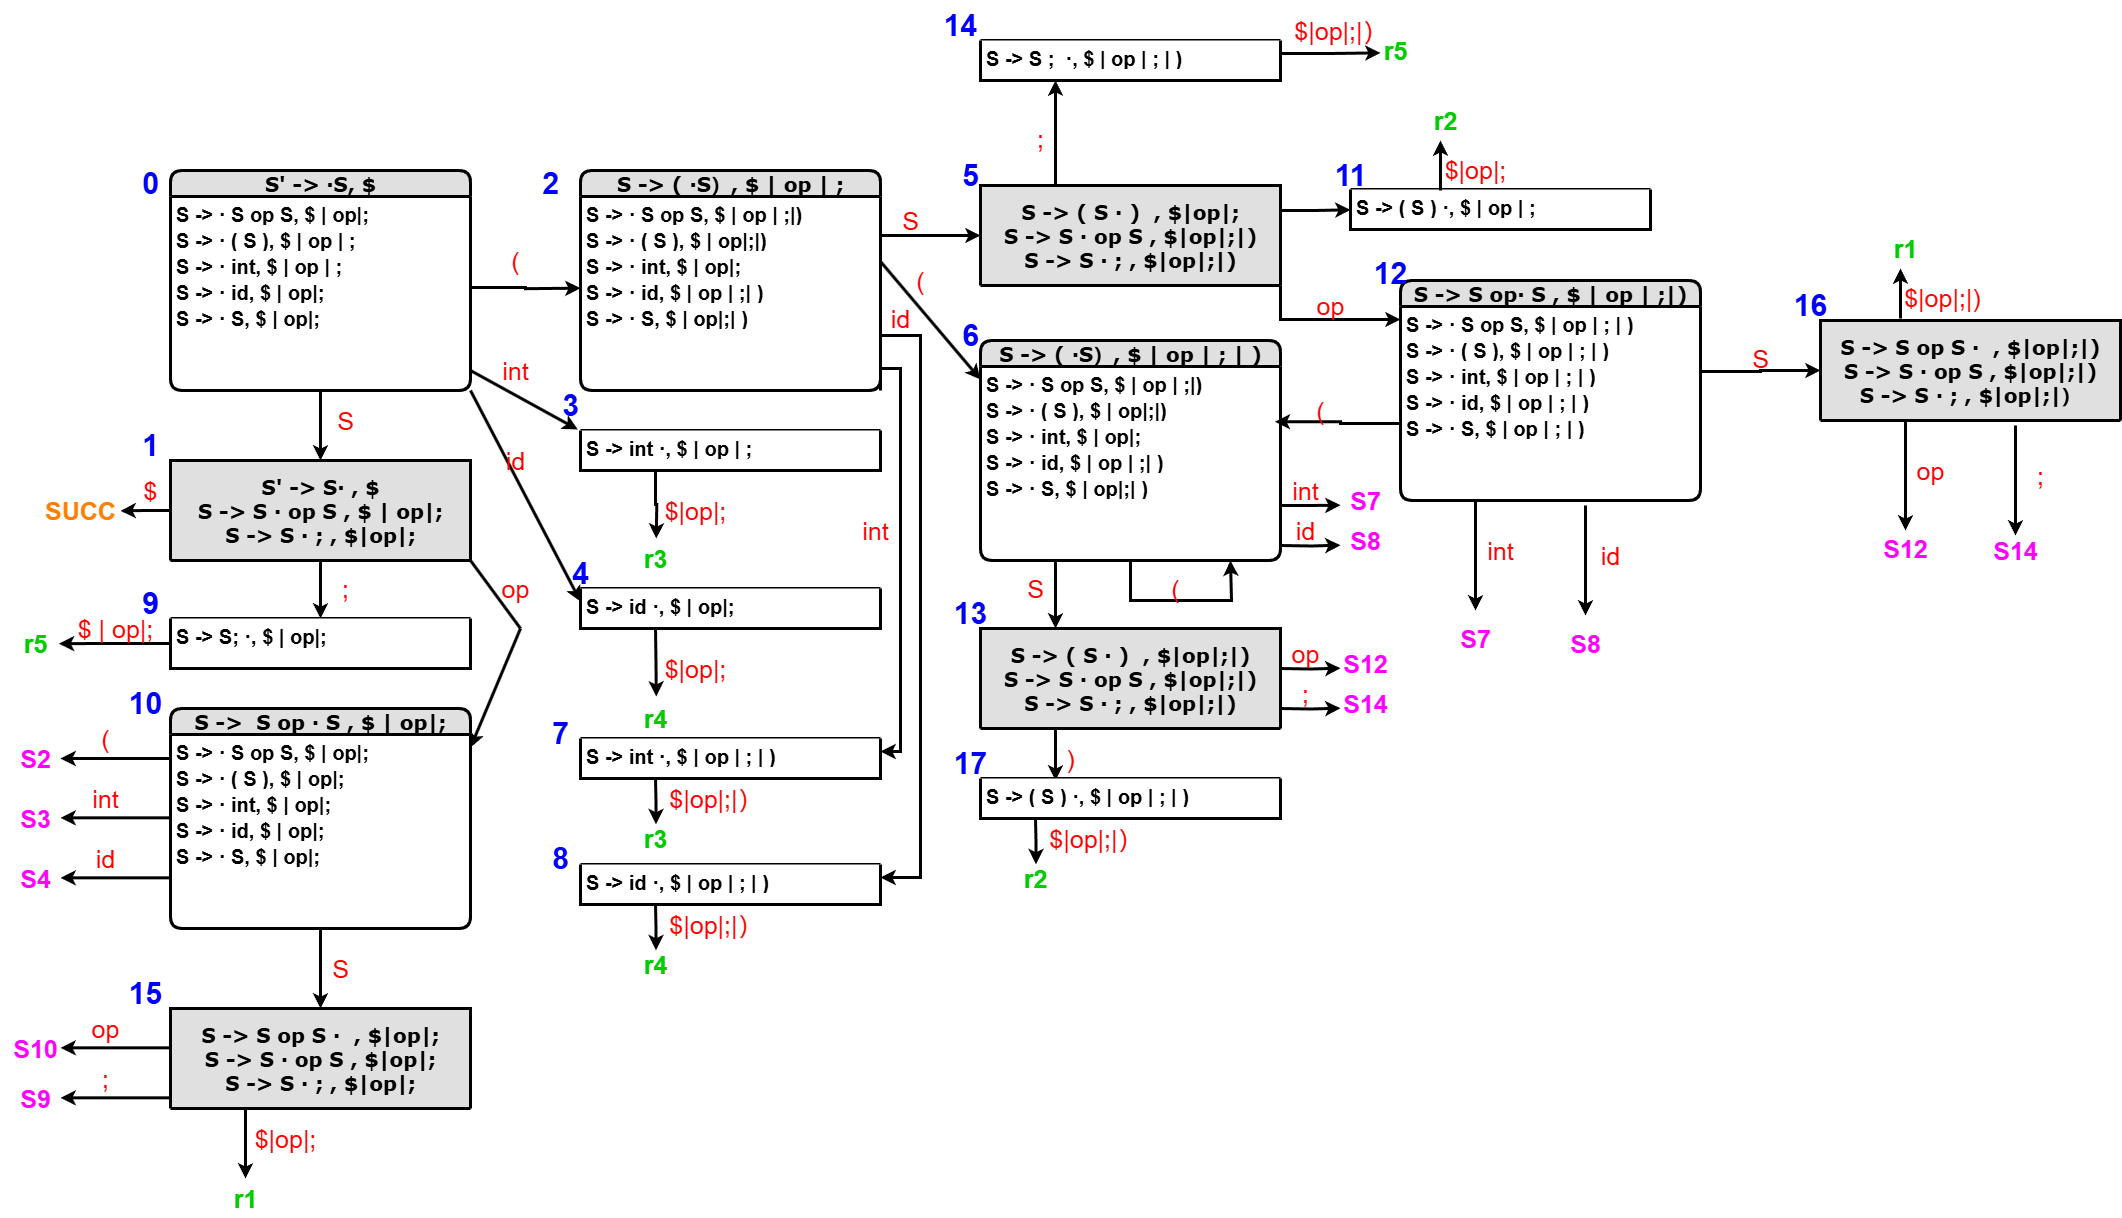 14
S -> S ;  ·, $ | op | ; | )
$|op|;|)
r5
;
0
S' -> ·S, $
S -> · S op S, $ | op|;
S -> · ( S ), $ | op | ;
S -> · int, $ | op | ;
S -> · id, $ | op|;
S -> · S, $ | op|;
(
int
id
S
2
S -> ( ·S) , $ | op | ;
S -> · S op S, $ | op | ;|)
S -> · ( S ), $ | op|;|)
S -> · int, $ | op|;
S -> · id, $ | op | ;| )
S -> · S, $ | op|;| )
S
(
id
int
5
S -> ( S · )  , $|op|;
S -> S · op S , $|op|;|)
S -> S · ; , $|op|;|)
op
r2
$|op|;
11
S -> ( S ) ·, $ | op | ;
12
S -> S op· S , $ | op | ;|)
S -> · S op S, $ | op | ; | )
S -> · ( S ), $ | op | ; | )
S -> · int, $ | op | ; | )
S -> · id, $ | op | ; | )
S -> · S, $ | op | ; | )
(
S
int
S7
id
S8
r1
$|op|;|)
16
S -> S op S ·  , $|op|;|)
S -> S · op S , $|op|;|)
S -> S · ; , $|op|;|)
op
S12
;
S14
6
S -> ( ·S) , $ | op | ; | )
S -> · S op S, $ | op | ;|)
S -> · ( S ), $ | op|;|)
S -> · int, $ | op|;
S -> · id, $ | op | ;| )
S -> · S, $ | op|;| )
int
S7
id
S8
S
(
3
S -> int ·, $ | op | ;
$|op|;
r3
1
S' -> S· , $
S -> S · op S , $ | op|;
S -> S · ; , $|op|;
$
SUCC
;
op
4
S -> id ·, $ | op|;
$|op|;
r4
9
S -> S; ·, $ | op|;
$ | op|;
r5
13
S -> ( S · )  , $|op|;|)
S -> S · op S , $|op|;|)
S -> S · ; , $|op|;|)
op
S12
;
S14
)
10
S ->  S op · S , $ | op|;
S -> · S op S, $ | op|;
S -> · ( S ), $ | op|;
S -> · int, $ | op|;
S -> · id, $ | op|;
S -> · S, $ | op|;
(
S2
int
S3
id
S4
S
7
S -> int ·, $ | op | ; | )
$|op|;|)
r3
17
S -> ( S ) ·, $ | op | ; | )
$|op|;|)
r2
8
S -> id ·, $ | op | ; | )
$|op|;|)
r4
15
S -> S op S ·  , $|op|;
S -> S · op S , $|op|;
S -> S · ; , $|op|;
op
S10
;
S9
$|op|;
r1